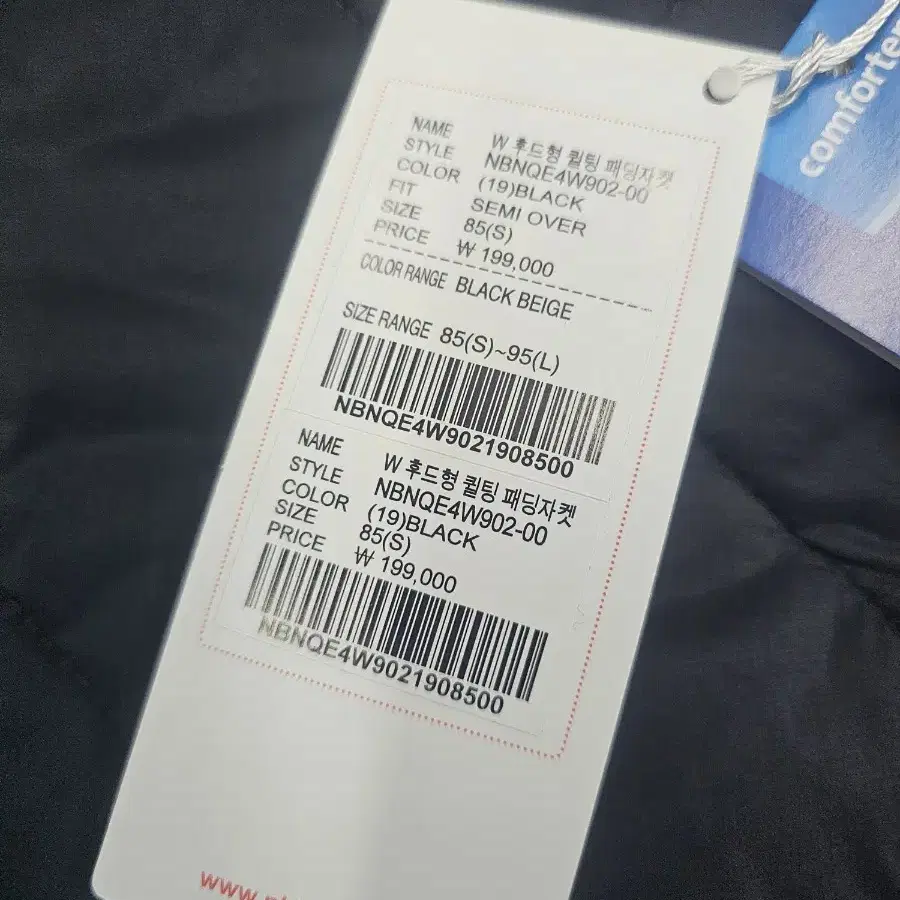 NAME W 후드형 퀼팅 패딩자켓
STYLE NBNQE4W902-00
COLOR (19)BLACK
FIT SEMI OVER
SIZE 85(S)
PRICE ₩ 199,000
COLOR RANGE BLACK BEIGE
SIZE RANGE 85(S)~95(L)
NBNQE4W9021908500
NAME W 후드형 퀼팅 패딩자켓
STYLE NBNQE4W902-00
COLOR (19)BLACK
SIZE 85(S)
PRICE ₩ 199,000
NBNQE4W9021908500
www.